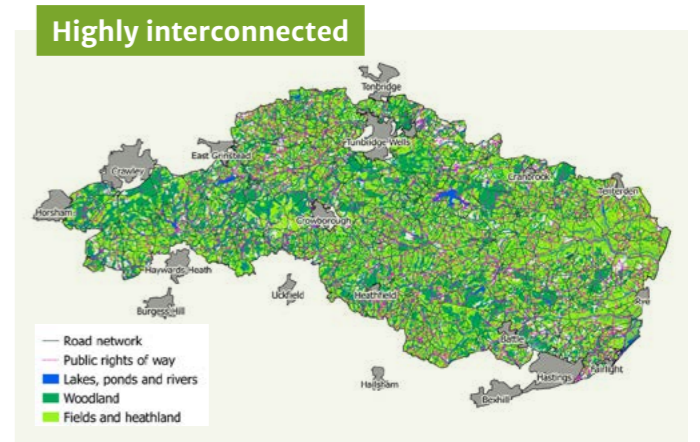 Highly interconnected
Tonbridge
Tunbridge Wells
East Grinstead
Crawley
Cranbrook
Tenterden
Horsham
Crowborough
Haywards Heath
Uckfield
Heathfield
Rye
Burgess Hill
Battle
Fairlight
Hastings
Hailsham
Bexhill
Road network
Public rights of way
Lakes, ponds and rivers
Woodland
Fields and heathland